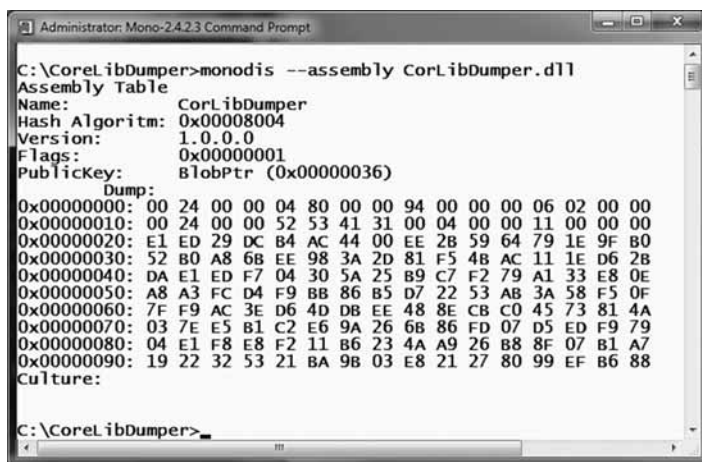 Administrator: Mono-2.4.2.3 Command Prompt
C:\CoreLibDumper>monodis --assembly CorLibDumper.dll
Assembly Table
Name: CorLibDumper
Hash Algoritm: 0x00008004
Version: 1.0.0.0
Flags: 0x00000001
PublicKey: BlobPtr (0x00000036)
Dump:
0x00000000: 00 24 00 00 04 80 00 00 94 00 00 00 06 02 00 00
0x00000010: 00 24 00 00 52 53 41 31 00 04 00 00 11 00 00 00
0x00000020: E1 ED 29 DC B4 AC 44 00 EE 2B 59 64 79 1E 9F B0
0x00000030: 52 B0 A8 6B EE 98 3A 2D 81 F5 4B AC 11 1E D6 2B
0x00000040: DA E1 ED F7 04 30 5A 25 B9 C7 F2 79 A1 33 E8 0E
0x00000050: A8 A3 FC D4 F9 BB 86 B5 D7 22 53 AB 3A 58 F5 0F
0x00000060: 7F F9 AC 3E D6 4D DB EE 48 8E CB C0 45 73 81 4A
0x00000070: 03 7E E5 B1 C2 E6 9A 26 6B 86 FD 07 D5 ED F9 79
0x00000080: 04 E1 F8 E8 F2 11 B6 23 4A A9 26 B8 8F 07 B1 A7
0x00000090: 19 22 32 53 21 BA 9B 03 E8 21 27 80 99 EF B6 88
Culture:
C:\CoreLibDumper>_